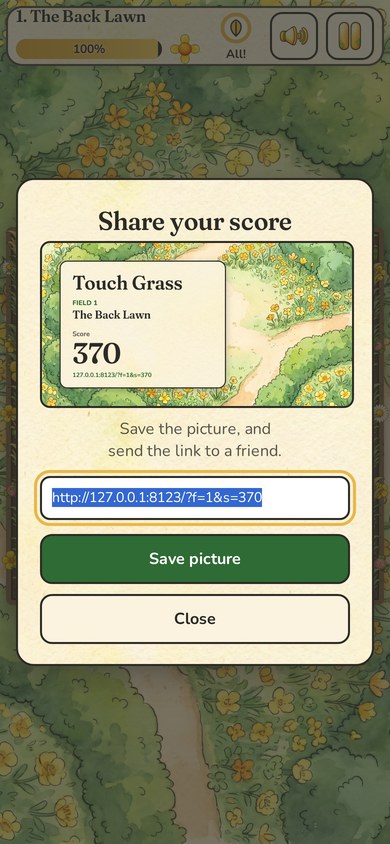 1. The Back Lawn
100%
All!
Share your score
Touch Grass
FIELD 1
The Back Lawn
Score
370
127.0.0.1:8123/?f=1&s=370
Save the picture, and
send the link to a friend.
http://127.0.0.1:8123/?f=1&s=370
Save picture
Close